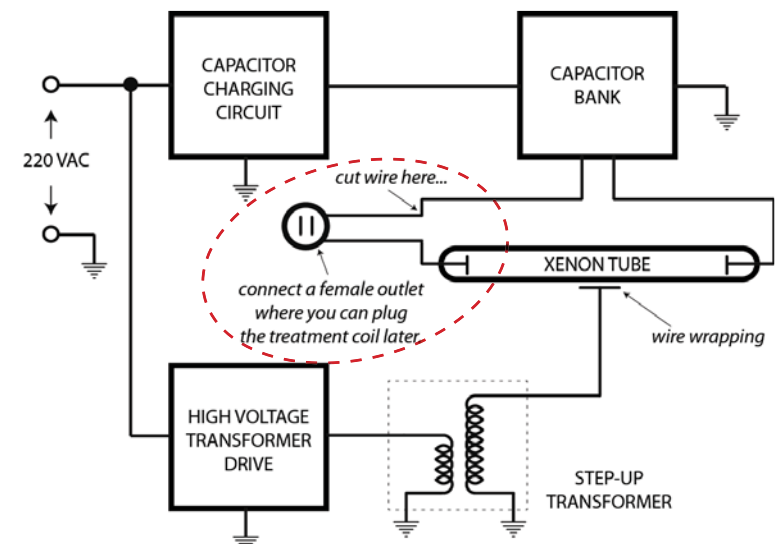 CAPACITOR
CHARGING
CIRCUIT
CAPACITOR
BANK
220 VAC
cut wire here...
connect a female outlet
where you can plug
the treatment coil later
XENON TUBE
wire wrapping
HIGH VOLTAGE
TRANSFORMER
DRIVE
STEP-UP
TRANSFORMER